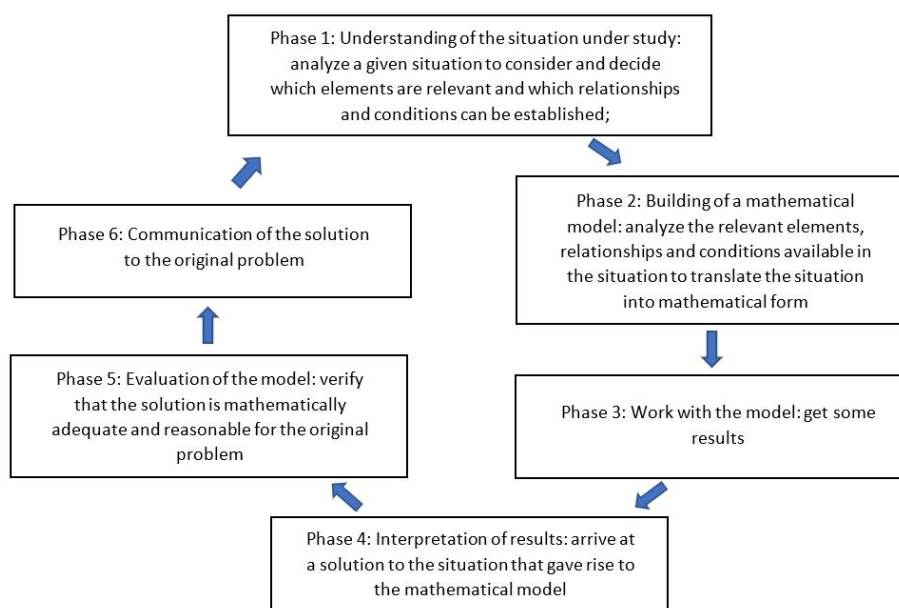 Phase 1: Understanding of the situation under study:
analyze a given situation to consider and decide
which elements are relevant and which relationships
and conditions can be established;
Phase 2: Building of a mathematical
model: analyze the relevant elements,
relationships and conditions available in
the situation to translate the situation
into mathematical form
Phase 3: Work with the model: get some
results
Phase 4: Interpretation of results: arrive at
a solution to the situation that gave rise to
the mathematical model
Phase 5: Evaluation of the model: verify
that the solution is mathematically
adequate and reasonable for the original
problem
Phase 6: Communication of the solution
to the original problem